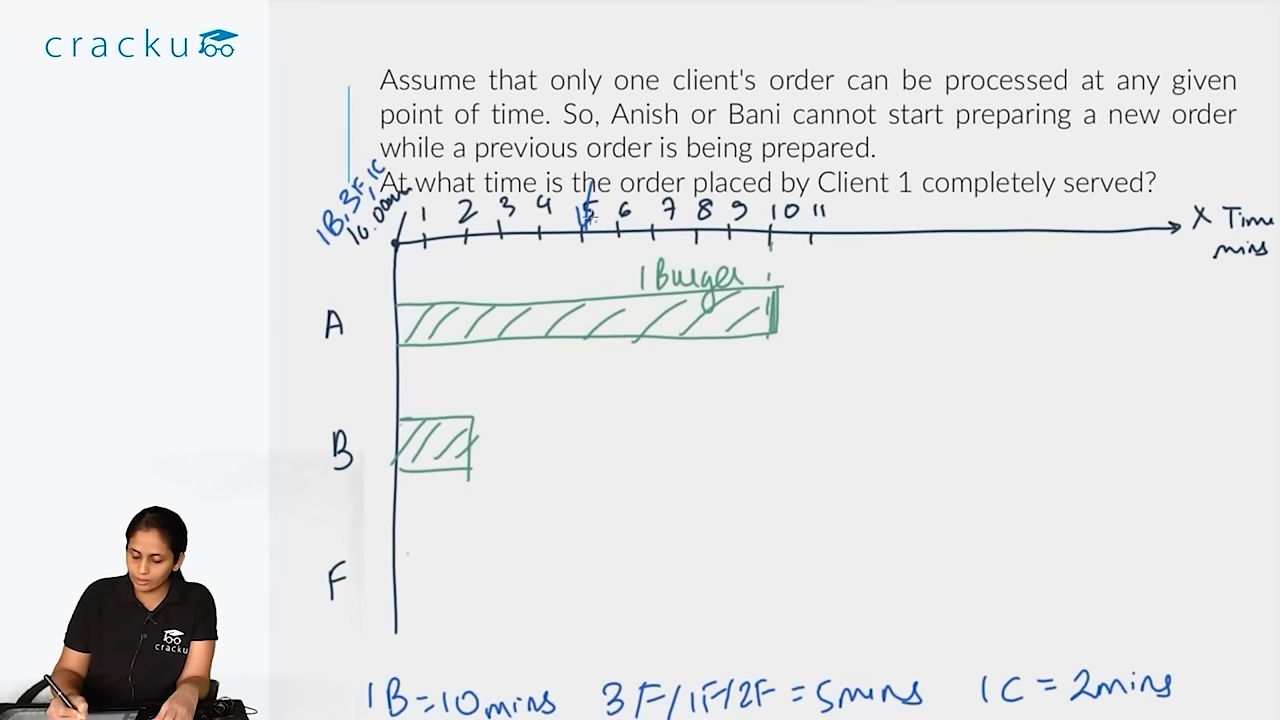 cracku
Assume that only one client's order can be processed at any given
point of time. So, Anish or Bani cannot start preparing a new order
while a previous order is being prepared.
At what time is the order placed by Client 1 completely served?
1B, 3F, 1C
10.00am
1 2 3 4 5 6 7 8 9 10 11
X Time
mins
1 Burger
A
B
F
cracku
1B = 10 mins 3F/1F/2F = 5 mins 1C = 2 mins